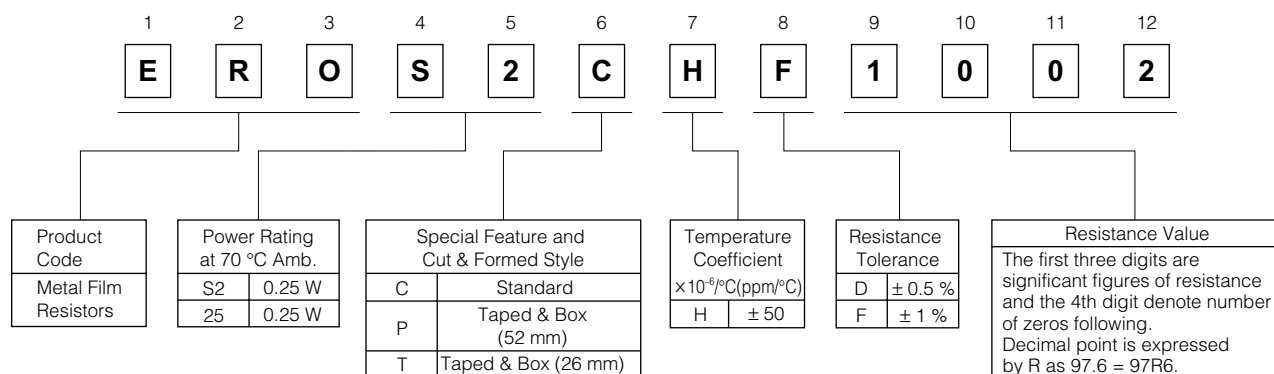 1 2 3 4 5 6 7 8 9 10 11 12
E R O S 2 C H F 1 0 0 2
Product
Code
Metal Film
Resistors
Power Rating
at 70 °C Amb.
S2 0.25 W
25 0.25 W
Special Feature and
Cut & Formed Style
C Standard
P Taped & Box
(52 mm)
T Taped & Box (26 mm)
Temperature
Coefficient
×10⁻⁶/°C(ppm/°C)
H ± 50
Resistance
Tolerance
D ± 0.5 %
F ± 1 %
Resistance Value
The first three digits are
significant figures of resistance
and the 4th digit denote number
of zeros following.
Decimal point is expressed
by R as 97.6 = 97R6.